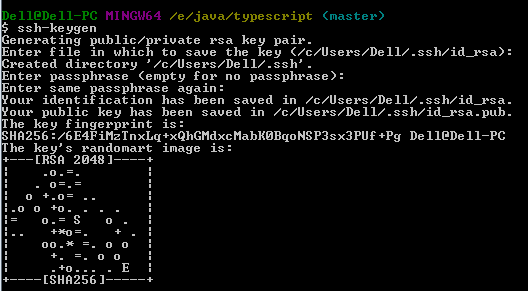 Dell@Dell-PC MINGW64 /e/java/typescript (master)
$ ssh-keygen
Generating public/private rsa key pair.
Enter file in which to save the key (/c/Users/Dell/.ssh/id_rsa):
Created directory '/c/Users/Dell/.ssh'.
Enter passphrase (empty for no passphrase):
Enter same passphrase again:
Your identification has been saved in /c/Users/Dell/.ssh/id_rsa.
Your public key has been saved in /c/Users/Dell/.ssh/id_rsa.pub.
The key fingerprint is:
SHA256:/6E4FiMzTnxLq+xQhGMdxcMabK0BqoNSP3sx3PUf+Pg Dell@Dell-PC
The key's randomart image is:
+---[RSA 2048]----+
|     .o.=.       |
|    . o=.=       |
|  o +.o= ..      |
|.o o +o. . . .   |
|=   o.= S   o .  |
|..   +*o=.   + . |
|    oo.* =. o o  |
|     +. =. o o   |
|     .+o... . E  |
+----[SHA256]-----+